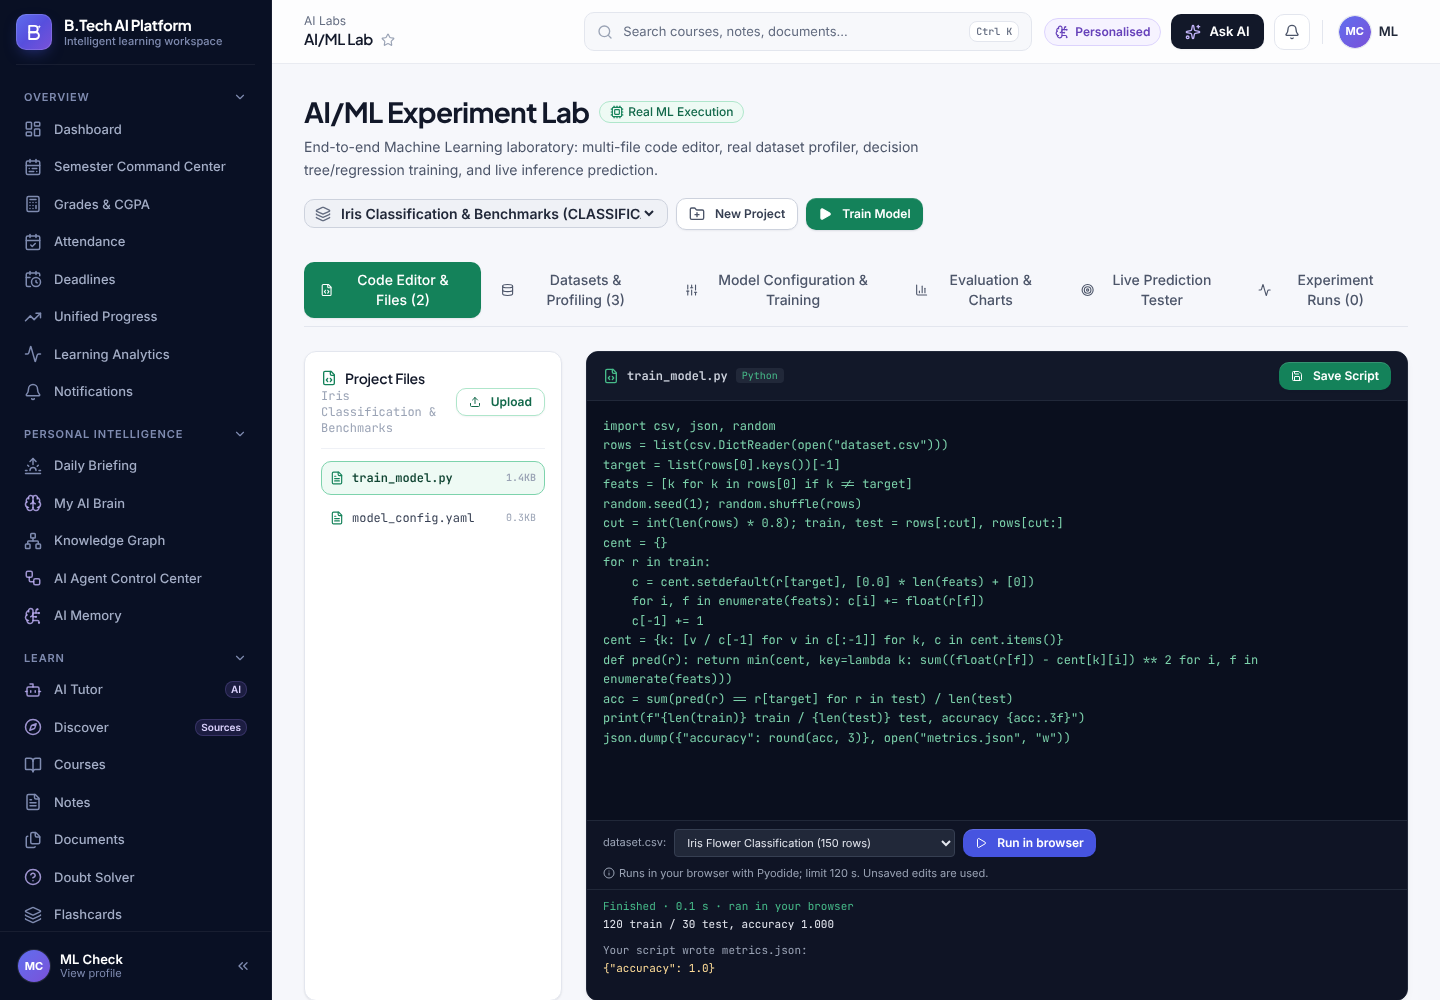 B.Tech AI Platform
Intelligent learning workspace
OVERVIEW
Dashboard
Semester Command Center
Grades & CGPA
Attendance
Deadlines
Unified Progress
Learning Analytics
Notifications
PERSONAL INTELLIGENCE
Daily Briefing
My AI Brain
Knowledge Graph
AI Agent Control Center
AI Memory
LEARN
AI Tutor AI
Discover Sources
Courses
Notes
Documents
Doubt Solver
Flashcards
MC ML Check
View profile
AI Labs
AI/ML Lab
Search courses, notes, documents... Ctrl K
Personalised
Ask AI
MC ML
AI/ML Experiment Lab Real ML Execution
End-to-end Machine Learning laboratory: multi-file code editor, real dataset profiler, decision
tree/regression training, and live inference prediction.
Iris Classification & Benchmarks (CLASSIFIC New Project Train Model
Code Editor &
Files (2)
Datasets &
Profiling (3)
Model Configuration &
Training
Evaluation &
Charts
Live Prediction
Tester
Experiment
Runs (0)
Project Files
Iris
Classification &
Benchmarks
Upload
train_model.py 1.4KB
model_config.yaml 0.3KB
train_model.py Python Save Script
import csv, json, random
rows = list(csv.DictReader(open("dataset.csv")))
target = list(rows[0].keys())[-1]
feats = [k for k in rows[0] if k != target]
random.seed(1); random.shuffle(rows)
cut = int(len(rows) * 0.8); train, test = rows[:cut], rows[cut:]
cent = {}
for r in train:
    c = cent.setdefault(r[target], [0.0] * len(feats) + [0])
    for i, f in enumerate(feats): c[i] += float(r[f])
    c[-1] += 1
cent = {k: [v / c[-1] for v in c[:-1]] for k, c in cent.items()}
def pred(r): return min(cent, key=lambda k: sum((float(r[f]) - cent[k][i]) ** 2 for i, f in
enumerate(feats)))
acc = sum(pred(r) == r[target] for r in test) / len(test)
print(f"{len(train)} train / {len(test)} test, accuracy {acc:.3f}")
json.dump({"accuracy": round(acc, 3)}, open("metrics.json", "w"))
dataset.csv: Iris Flower Classification (150 rows) Run in browser
Runs in your browser with Pyodide; limit 120 s. Unsaved edits are used.
Finished · 0.1 s · ran in your browser
120 train / 30 test, accuracy 1.000
Your script wrote metrics.json:
{"accuracy": 1.0}